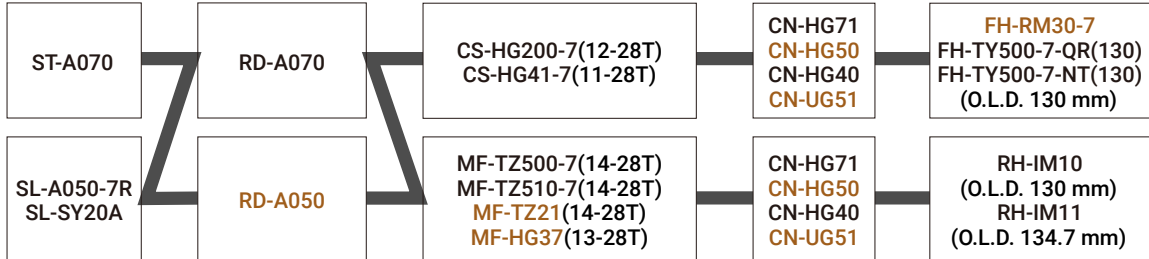 ST-A070
RD-A070
CS-HG200-7(12-28T)
CS-HG41-7(11-28T)
CN-HG71
CN-HG50
CN-HG40
CN-UG51
FH-RM30-7
FH-TY500-7-QR(130)
FH-TY500-7-NT(130)
(O.L.D. 130 mm)
SL-A050-7R
SL-SY20A
RD-A050
MF-TZ500-7(14-28T)
MF-TZ510-7(14-28T)
MF-TZ21(14-28T)
MF-HG37(13-28T)
CN-HG71
CN-HG50
CN-HG40
CN-UG51
RH-IM10
(O.L.D. 130 mm)
RH-IM11
(O.L.D. 134.7 mm)